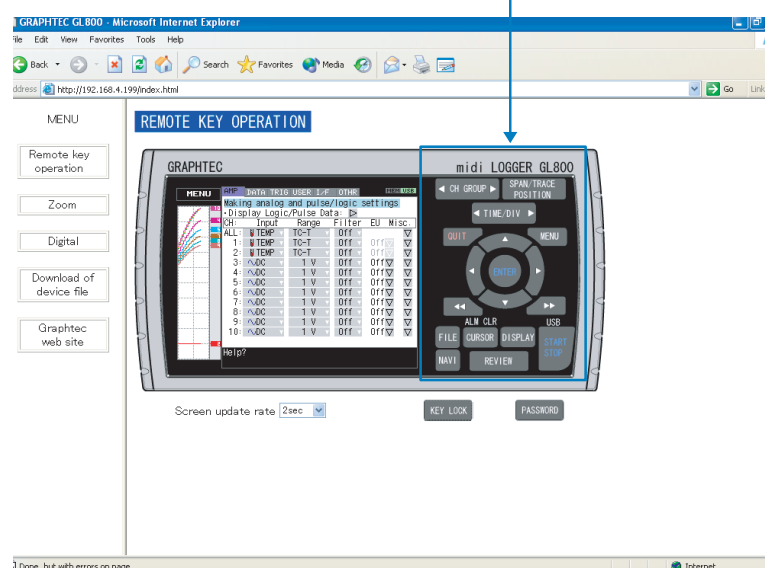 GRAPHTEC GL800 - Microsoft Internet Explorer
File Edit View Favorites Tools Help
Back Search Favorites Media
ddress http://192.168.4.199/index.html Go Link
MENU
Remote key
operation
Zoom
Digital
Download of
device file
Graphtec
web site
REMOTE KEY OPERATION
GRAPHTEC midi LOGGER GL800
MENU AMP DATA TRIG USER I/F OTHR MEM USB
Making analog and pulse/logic settings
・Display Logic/Pulse Data:
CH: Input Range Filter EU Misc.
ALL: TEMP TC-T Off
1: TEMP TC-T Off Off
2: TEMP TC-T Off Off
3: DC 1 V Off Off
4: DC 1 V Off Off
5: DC 1 V Off Off
6: DC 1 V Off Off
7: DC 1 V Off Off
8: DC 1 V Off Off
9: DC 1 V Off Off
10: DC 1 V Off Off
Help?
◀ CH GROUP ▶ SPAN/TRACE
POSITION
◀ TIME/DIV ▶
QUIT MENU
ENTER
ALM CLR USB
FILE CURSOR DISPLAY START
STOP
NAVI REVIEW
Screen update rate 2sec
KEY LOCK PASSWORD
Done, but with errors on page Internet